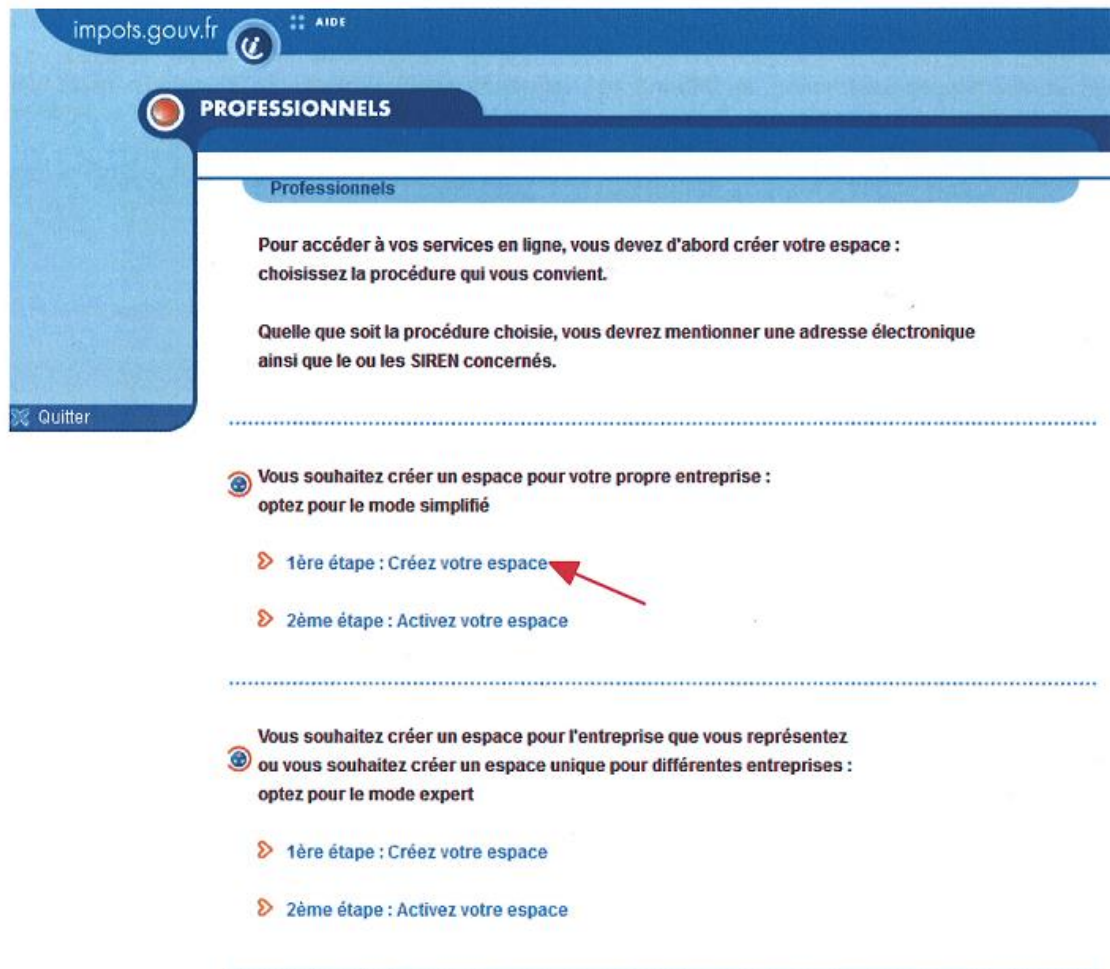 impots.gouv.fr
AIDE
PROFESSIONNELS
Professionnels
Pour accéder à vos services en ligne, vous devez d'abord créer votre espace :
choisissez la procédure qui vous convient.
Quelle que soit la procédure choisie, vous devrez mentionner une adresse électronique
ainsi que le ou les SIREN concernés.
Quitter
Vous souhaitez créer un espace pour votre propre entreprise :
optez pour le mode simplifié
1ère étape : Créez votre espace
2ème étape : Activez votre espace
Vous souhaitez créer un espace pour l'entreprise que vous représentez
ou vous souhaitez créer un espace unique pour différentes entreprises :
optez pour le mode expert
1ère étape : Créez votre espace
2ème étape : Activez votre espace